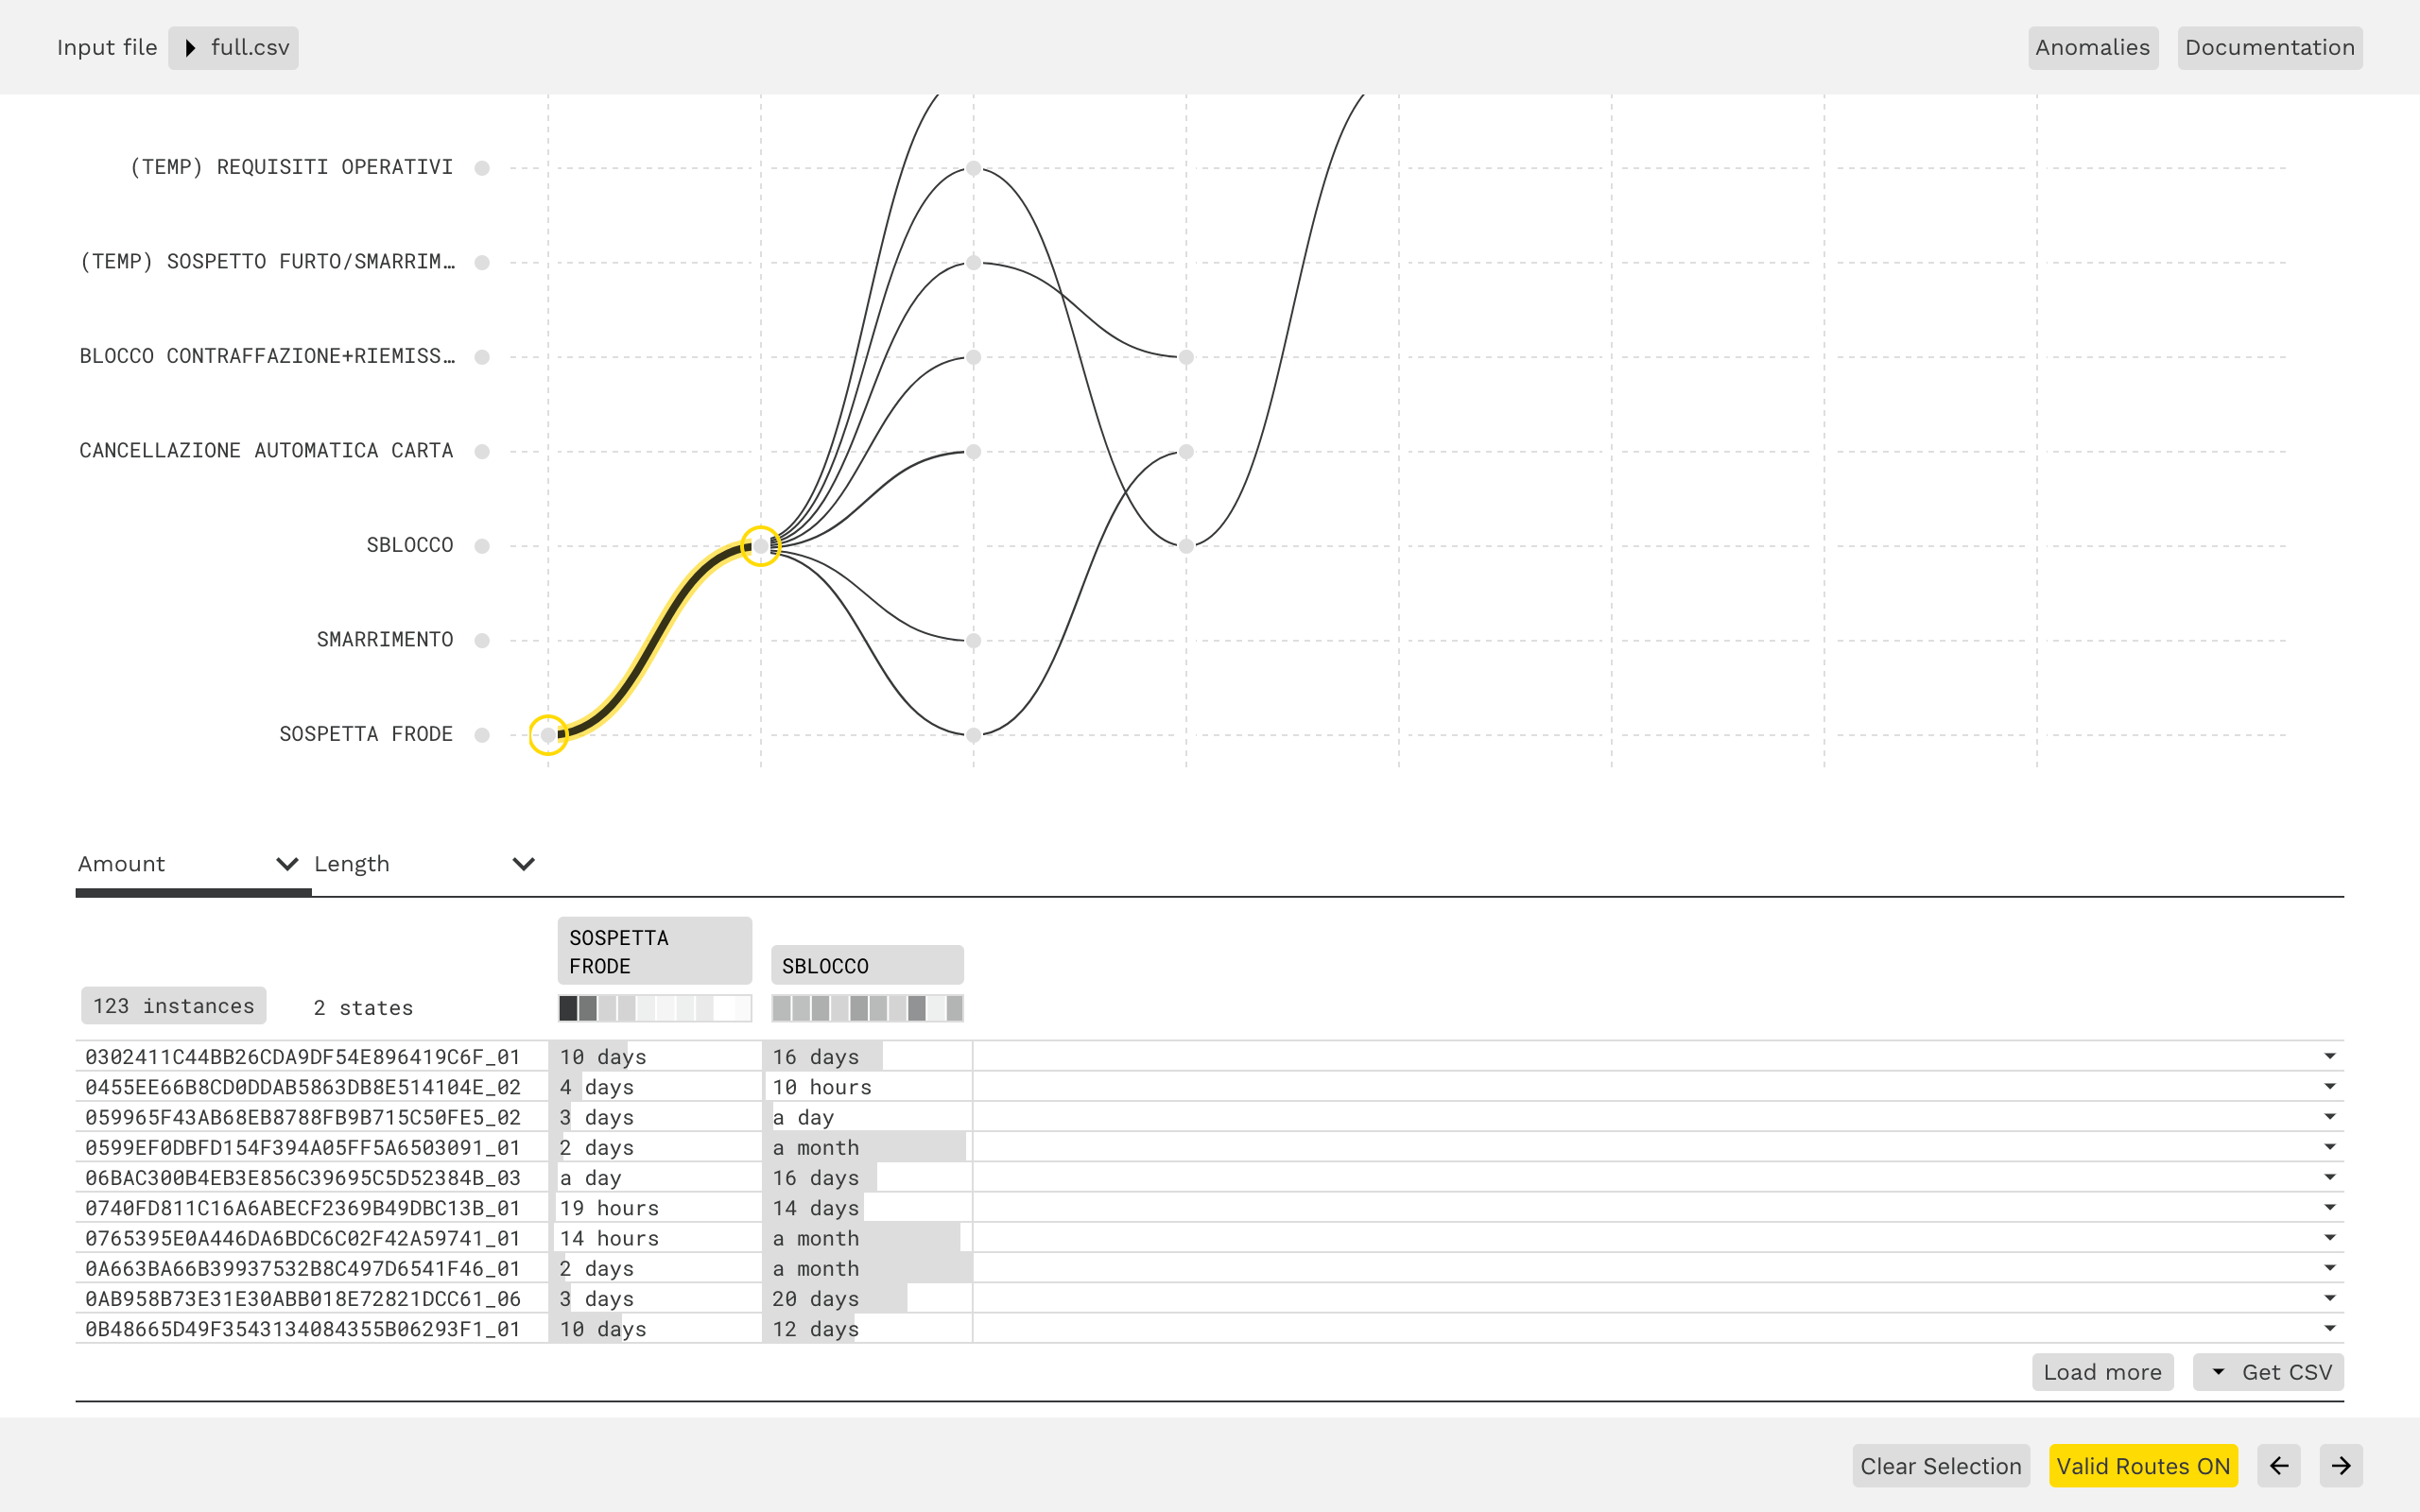 Input file
full.csv
Anomalies
Documentation
(TEMP) REQUISITI OPERATIVI
(TEMP) SOSPETTO FURTO/SMARRIM…
BLOCCO CONTRAFFAZIONE+RIEMISS…
CANCELLAZIONE AUTOMATICA CARTA
SBLOCCO
SMARRIMENTO
SOSPETTA FRODE
Amount
Length
SOSPETTA
FRODE
SBLOCCO
123 instances
2 states
0302411C44BB26CDA9DF54E896419C6F_01 10 days 16 days
0455EE66B8CD0DDAB5863DB8E514104E_02 4 days 10 hours
059965F43AB68EB8788FB9B715C50FE5_02 3 days a day
0599EF0DBFD154F394A05FF5A6503091_01 2 days a month
06BAC300B4EB3E856C39695C5D52384B_03 a day 16 days
0740FD811C16A6ABECF2369B49DBC13B_01 19 hours 14 days
0765395E0A446DA6BDC6C02F42A59741_01 14 hours a month
0A663BA66B39937532B8C497D6541F46_01 2 days a month
0AB958B73E31E30ABB018E72821DCC61_06 3 days 20 days
0B48665D49F3543134084355B06293F1_01 10 days 12 days
Load more
Get CSV
Clear Selection
Valid Routes ON